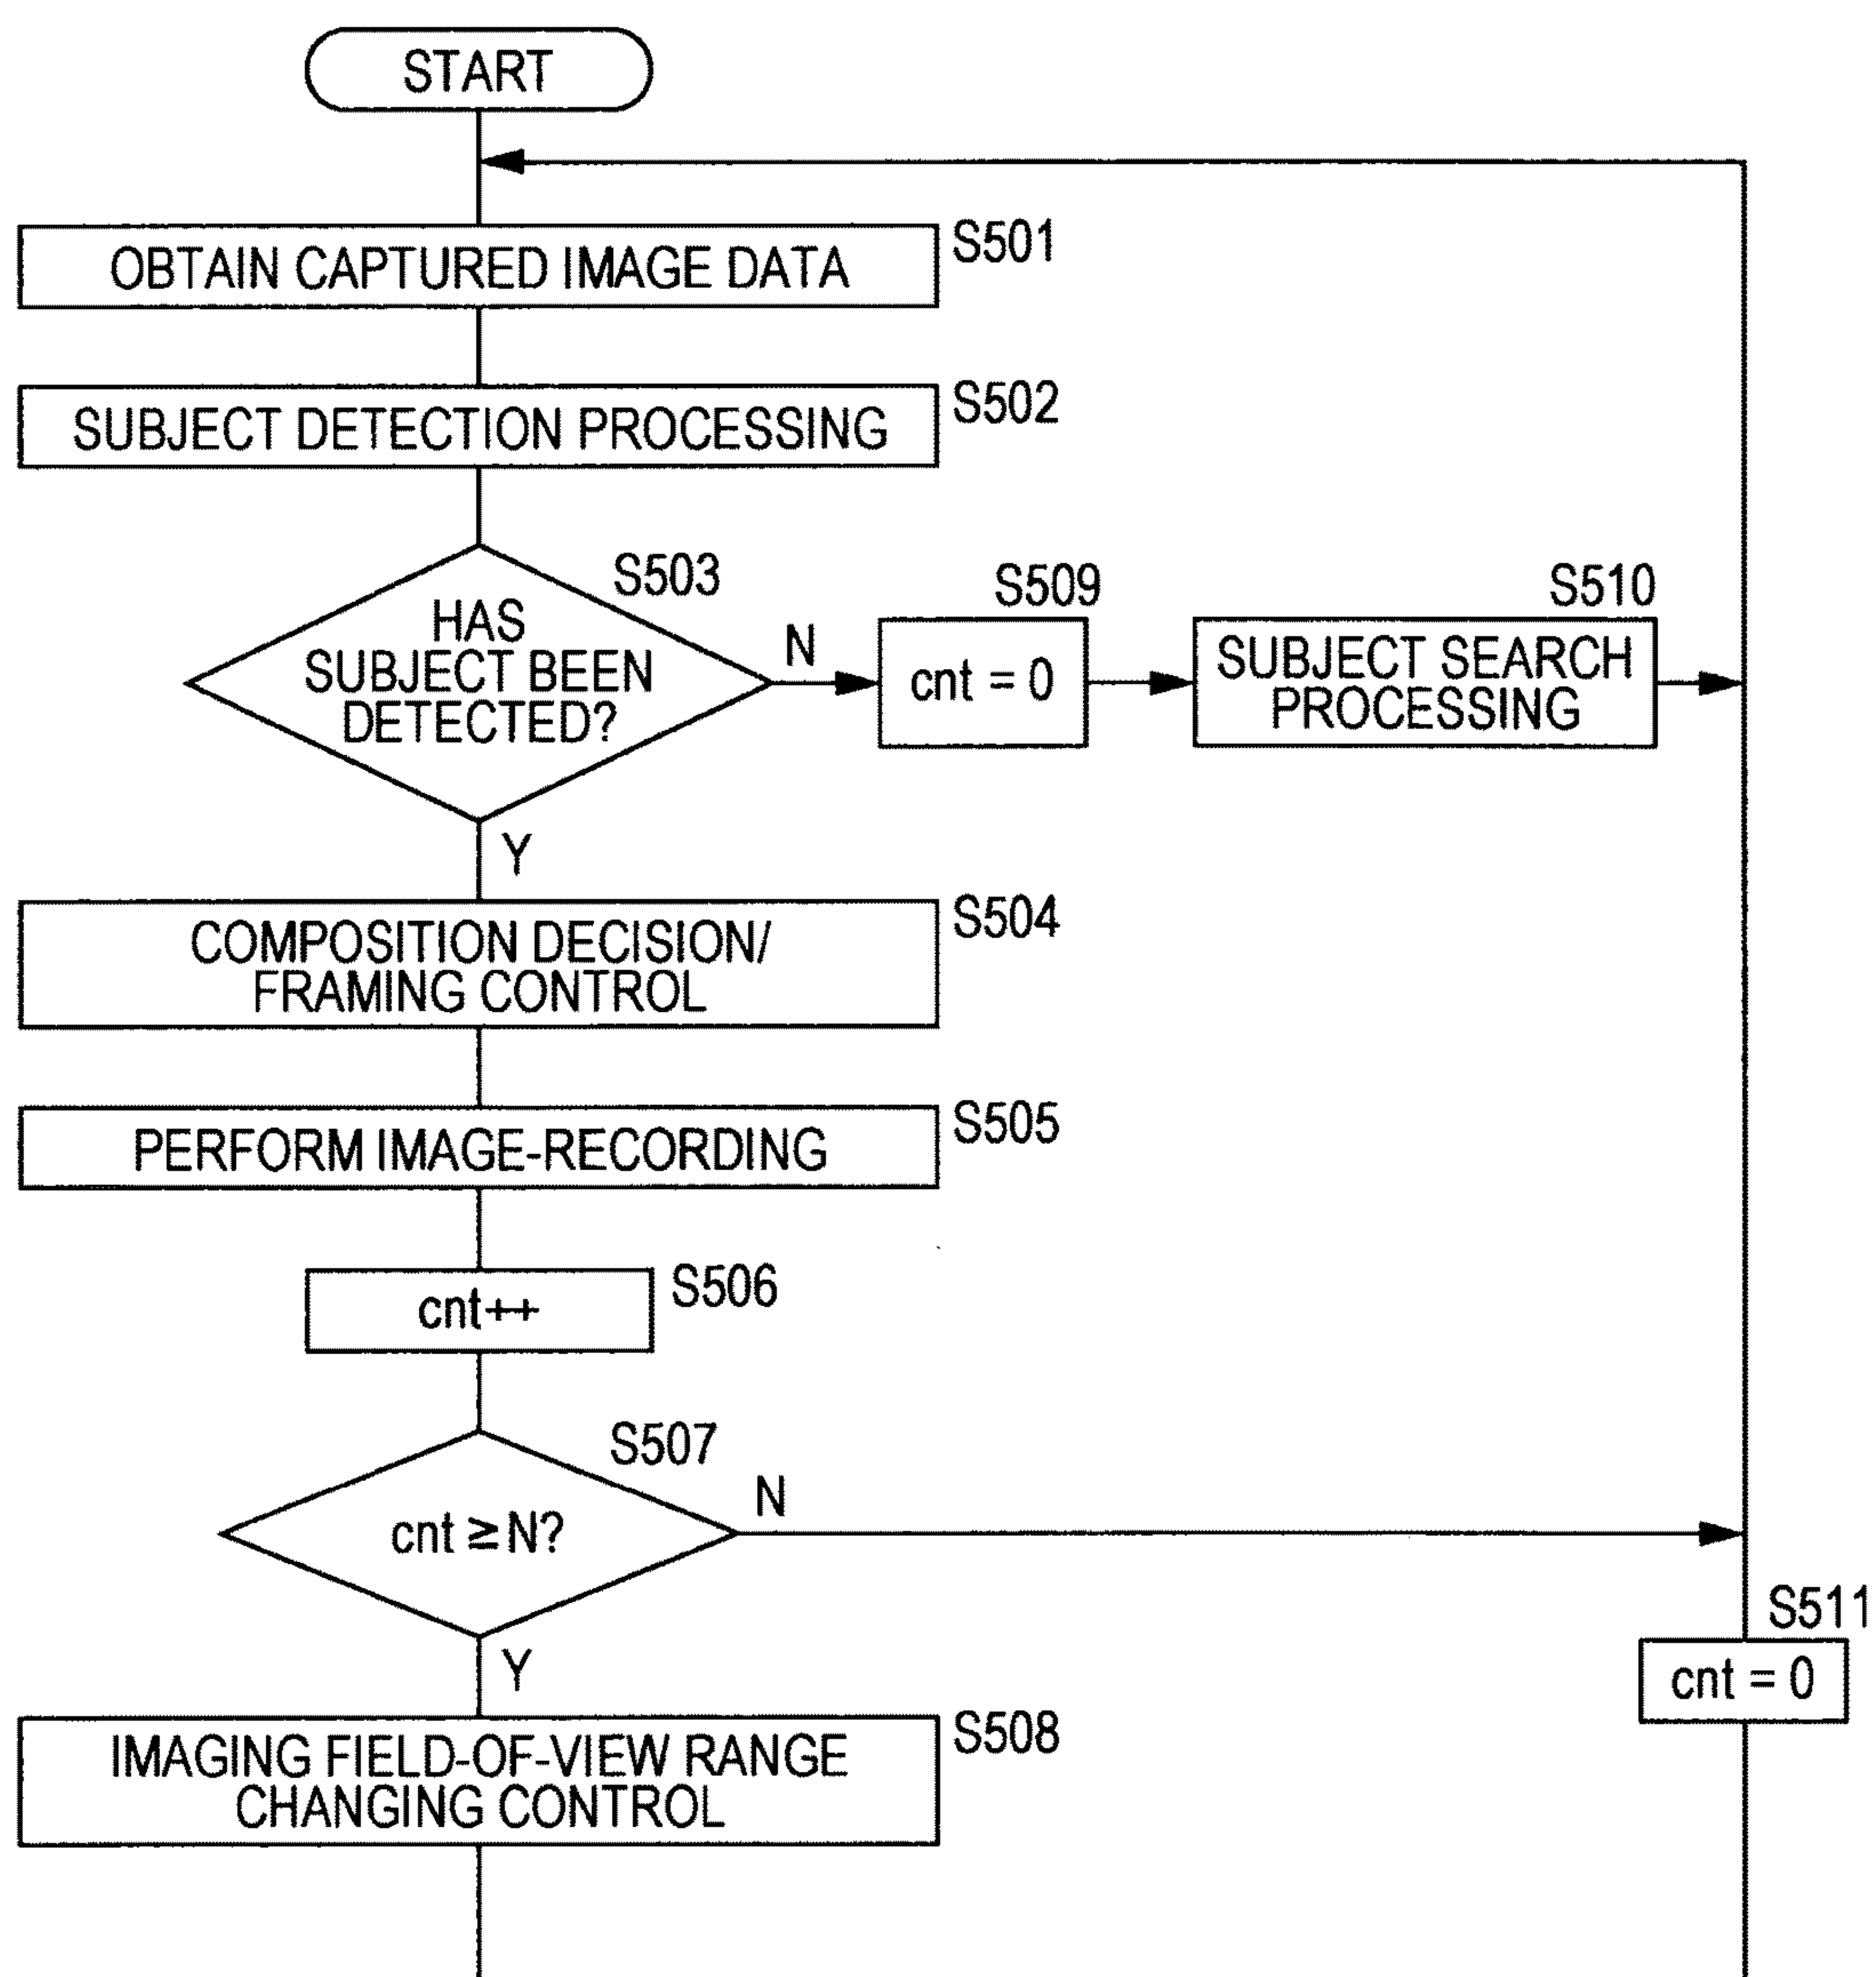 START
OBTAIN CAPTURED IMAGE DATA
S501
SUBJECT DETECTION PROCESSING
S502
HAS
SUBJECT BEEN
DETECTED?
S503
N
S509
cnt = 0
S510
SUBJECT SEARCH
PROCESSING
Y
COMPOSITION DECISION/
FRAMING CONTROL
S504
PERFORM IMAGE-RECORDING
S505
cnt++
S506
S507
cnt ≧ N?
N
Y
S511
cnt = 0
IMAGING FIELD-OF-VIEW RANGE
CHANGING CONTROL
S508